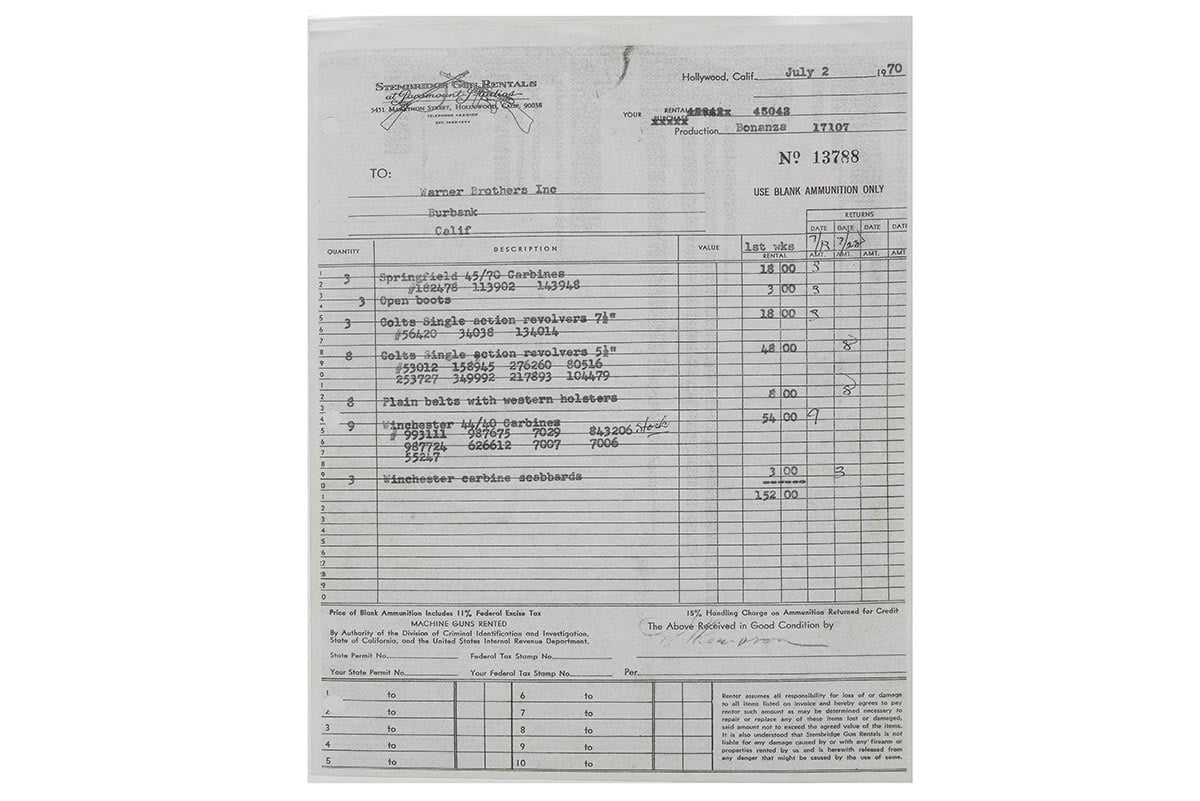 STEMBRIDGE GUN RENTALS
at Paramount Studios
5451 MARATHON STREET, HOLLYWOOD, CALIF. 90038
Hollywood, Calif. July 2 1970
YOUR RENTAL 45042
Production Bonanza 17107
Nº 13788
TO:
USE BLANK AMMUNITION ONLY
Warner Brothers Inc
Burbank
Calif
RETURNS
DATE DATE DATE DATE
QUANTITY DESCRIPTION VALUE 1st wks 7/13 7/23
RENTAL AMT. AMT. AMT. AMT
3 Springfield 45/70 Carbines 18 00 3
#182478 113902 143948
3 Open boots 3 00 3
3 Colts Single action revolvers 7½" 18 00 3
#56420 34038 134014
8 Colts Single action revolvers 5½" 48 00 8
#53012 158945 276260 80516
253727 349992 217893 104479
8 Plain belts with western holsters 8 00 8
9 Winchester 44/40 Carbines 54 00 9
# 993111 987675 7029 843206 Stock
987724 626612 7007 7006
55247
3 Winchester carbine scabbards 3 00 3
152 00
Price of Blank Ammunition Includes 11% Federal Excise Tax
15% Handling Charge on Ammunition Returned for Credit
MACHINE GUNS RENTED
The Above Received in Good Condition by
By Authority of the Division of Criminal Identification and Investigation,
State of California, and the United States Internal Revenue Department.
State Permit No. Federal Tax Stamp No.
Your State Permit No. Your Federal Tax Stamp No. Per
1 to 6 to
2 to 7 to
3 to 8 to
4 to 9 to
5 to 10 to
Renter assumes all responsibility for loss of or damage
to all items listed on invoice and hereby agrees to pay
rentor such amount as may be determined necessary to
repair or replace any of these items lost or damaged,
said amount not to exceed the agreed value of the items.
It is also understood that Stembridge Gun Rentals is not
liable for any damage caused by or with any firearm or
properties rented by us and is herewith released from
any danger that might be caused by the use of same.